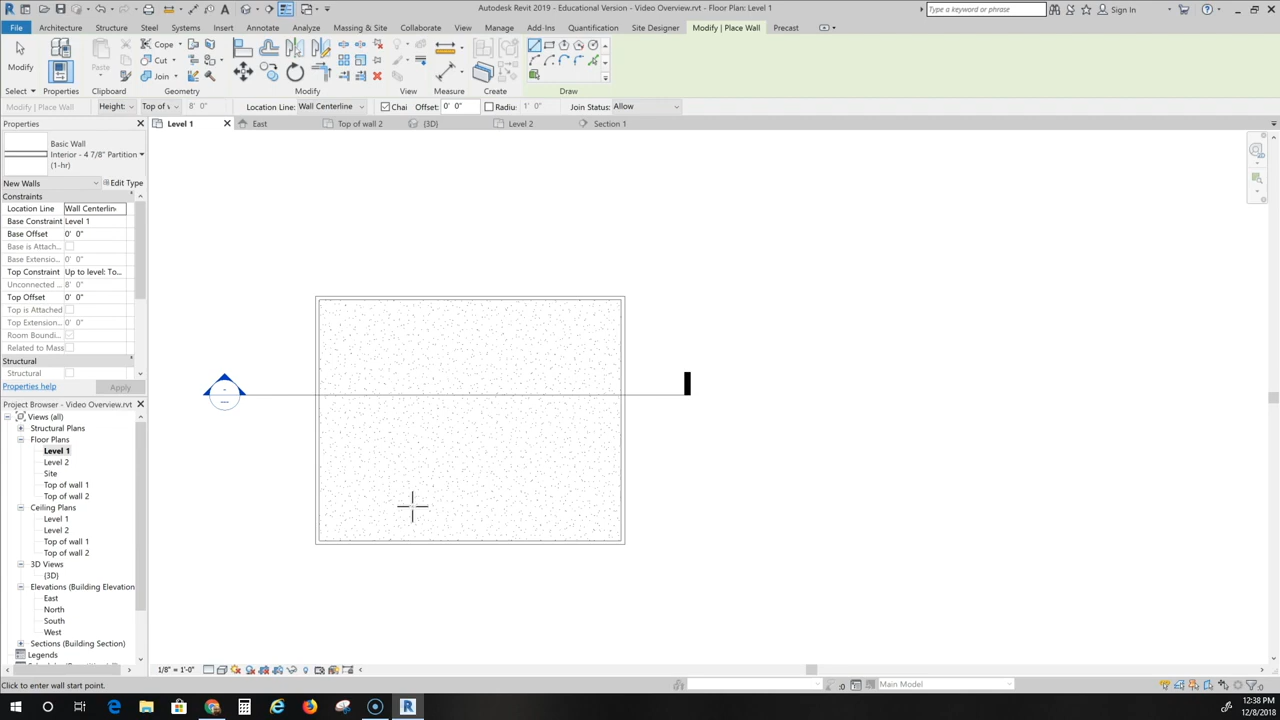 Autodesk Revit 2019 - Educational Version - Video Overview.rvt - Floor Plan: Level 1
Type a keyword or phrase
Sign In
File Architecture Structure Steel Systems Insert Annotate Analyze Massing & Site Collaborate View Manage Add-Ins Quantification Site Designer Modify | Place Wall Precast
Modify
Paste
Cope
Cut
Join
Select Properties Clipboard Geometry Modify View Measure Create Draw
Modify | Place Wall
Height: Top of v 8' 0"
Location Line: Wall Centerline
Chai Offset: 0' 0"
Radiu: 1' 0"
Join Status: Allow
Properties
Level 1 East Top of wall 2 {3D} Level 2 Section 1
Basic Wall
Interior - 4 7/8" Partition
(1-hr)
New Walls Edit Type
Constraints
Location Line Wall Centerlin
Base Constraint Level 1
Base Offset 0' 0"
Base is Attach...
Base Extensio... 0' 0"
Top Constraint Up to level: To...
Unconnected ... 8' 0"
Top Offset 0' 0"
Top is Attached
Top Extension... 0' 0"
Room Boundi...
Related to Mass
Structural
Structural
Properties help Apply
Project Browser - Video Overview.rvt
Views (all)
Structural Plans
Floor Plans
Level 1
Level 2
Site
Top of wall 1
Top of wall 2
Ceiling Plans
Level 1
Level 2
Top of wall 1
Top of wall 2
3D Views
{3D}
Elevations (Building Elevation
East
North
South
West
Sections (Building Section)
Legends
1/8" = 1'-0"
Click to enter wall start point.
:0
Main Model
:0
12:38 PM
12/8/2018